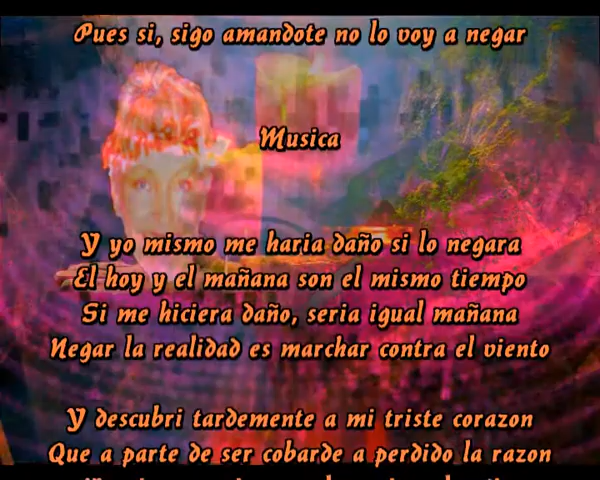 Pues si, sigo amandote no lo voy a negar
Musica
Y yo mismo me haria daño si lo negara
El hoy y el mañana son el mismo tiempo
Si me hiciera daño, seria igual mañana
Negar la realidad es marchar contra el viento
Y descubri tardemente a mi triste corazon
Que a parte de ser cobarde a perdido la razon